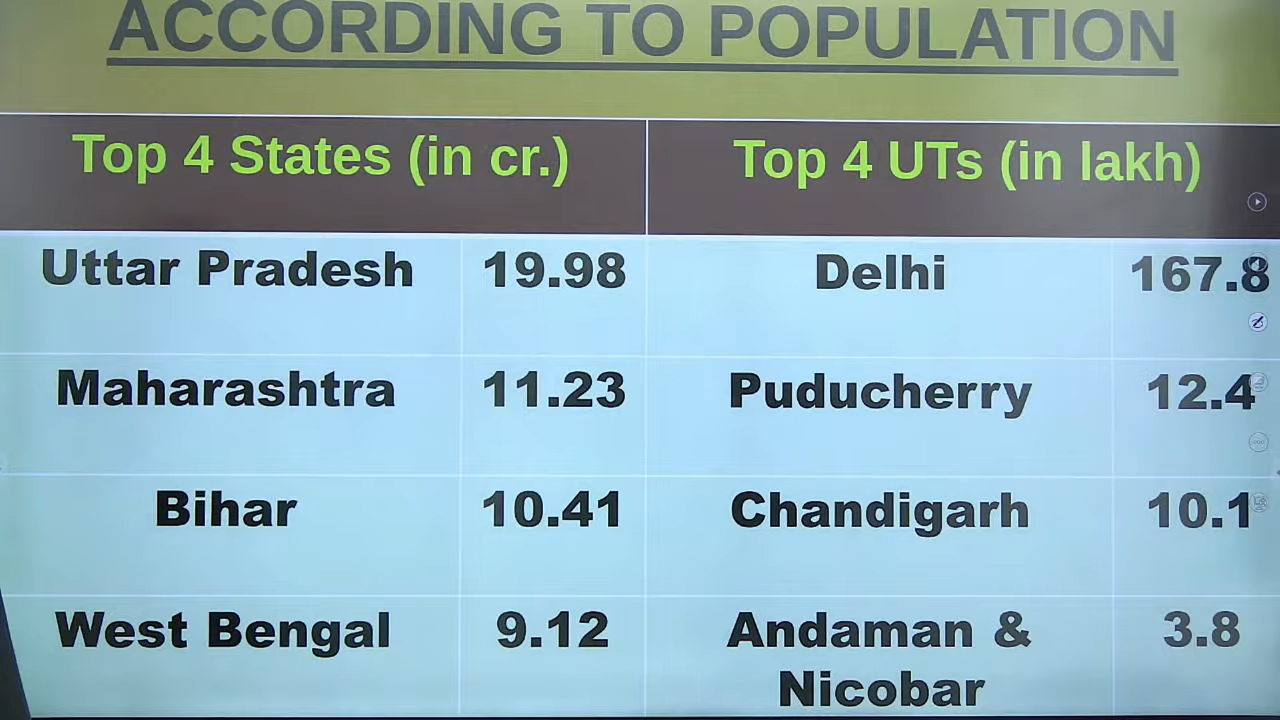 ACCORDING TO POPULATION
Top 4 States (in cr.) Top 4 UTs (in lakh)
Uttar Pradesh 19.98 Delhi 167.8
Maharashtra 11.23 Puducherry 12.4
Bihar 10.41 Chandigarh 10.1
West Bengal 9.12 Andaman & 3.8
Nicobar